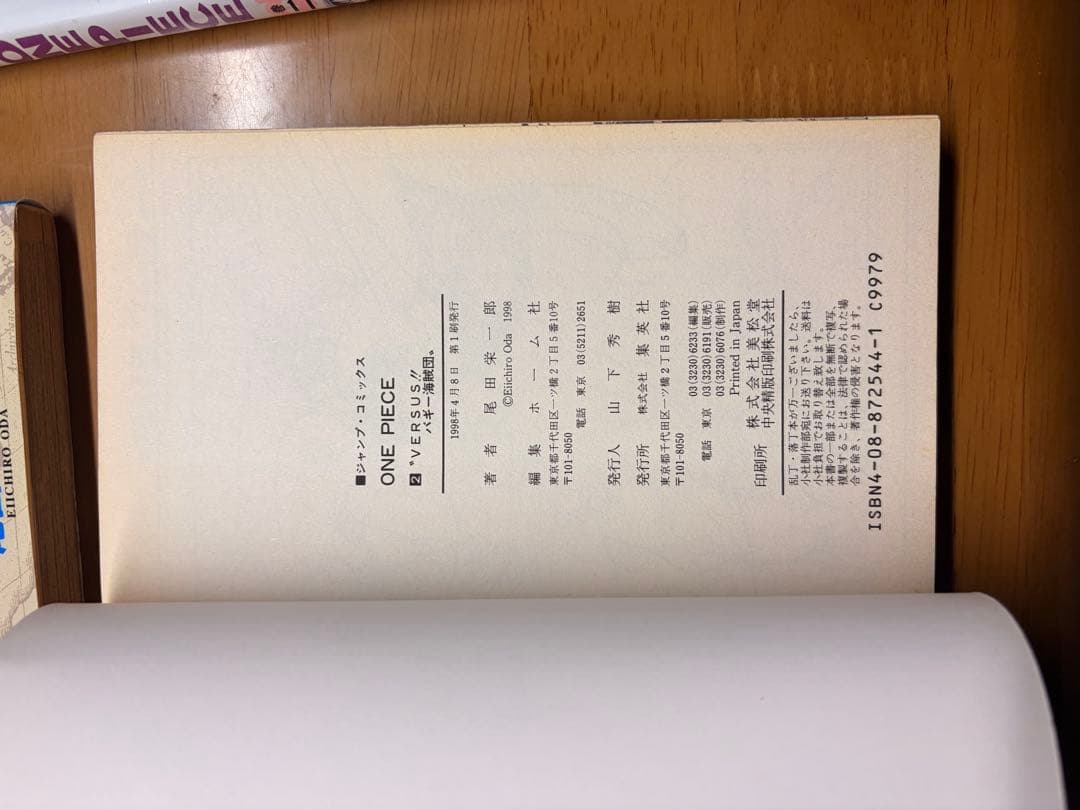 ■ジャンプ・コミックス
ONE PIECE
2 〝VERSUS!!
バギー海賊団〟
1998年4月8日 第1刷発行
著者 尾田栄一郎
©Eiichiro Oda 1998
編集 ホーム社
東京都千代田区一ツ橋2丁目5番10号
〒101-8050
電話 東京 03(5211)2651
発行人 山下秀樹
発行所 株式会社 集英社
東京都千代田区一ツ橋2丁目5番10号
〒101-8050
03(3230)6233(編集)
電話 東京 03(3230)6191(販売)
03(3230)6076(制作)
Printed in Japan
印刷所 株式会社美松堂
中央精版印刷株式会社
乱丁・落丁本が万一ございましたら、
小社制作部宛にお送り下さい。送料は
小社負担でお取り替え致します。
本書の一部または全部を無断で複写、
複製することは、法律で認められた場
合を除き、著作権の侵害となります。
ISBN4-08-872544-1 C9979
ONE PIECE
巻11
EIICHIRO ODA